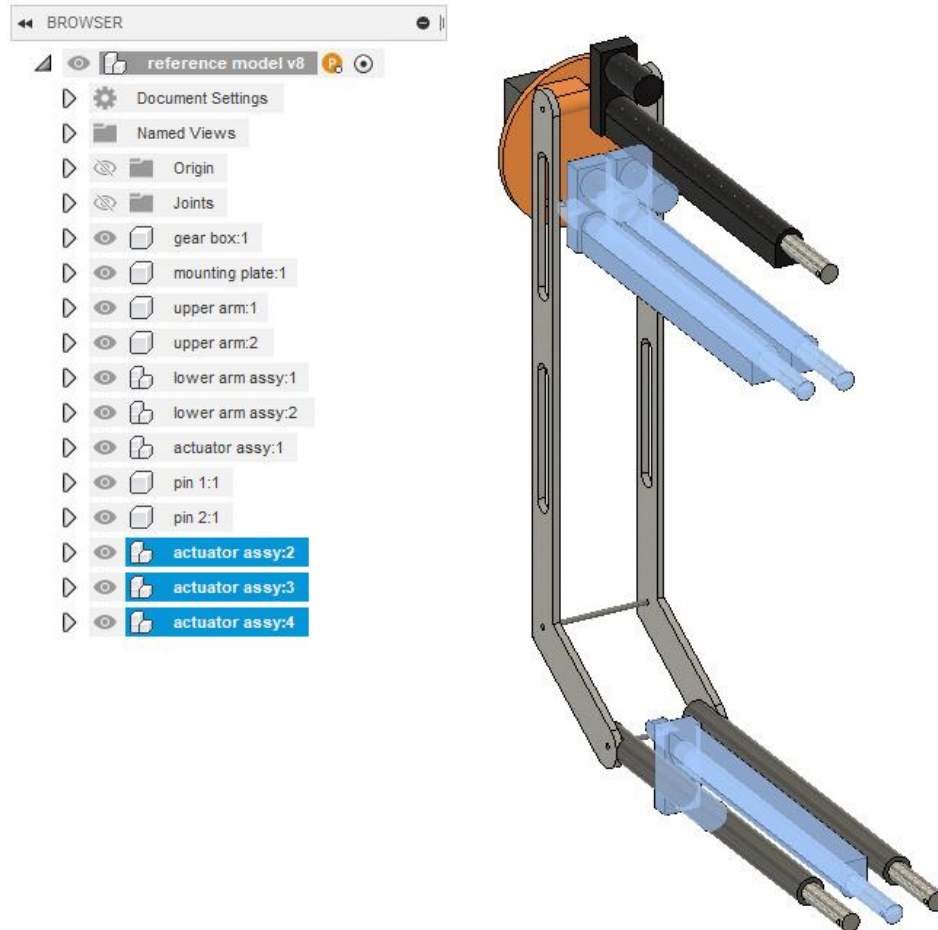 BROWSER
reference model v8
P
Document Settings
Named Views
Origin
Joints
gear box:1
mounting plate:1
upper arm:1
upper arm:2
lower arm assy:1
lower arm assy:2
actuator assy:1
pin 1:1
pin 2:1
actuator assy:2
actuator assy:3
actuator assy:4